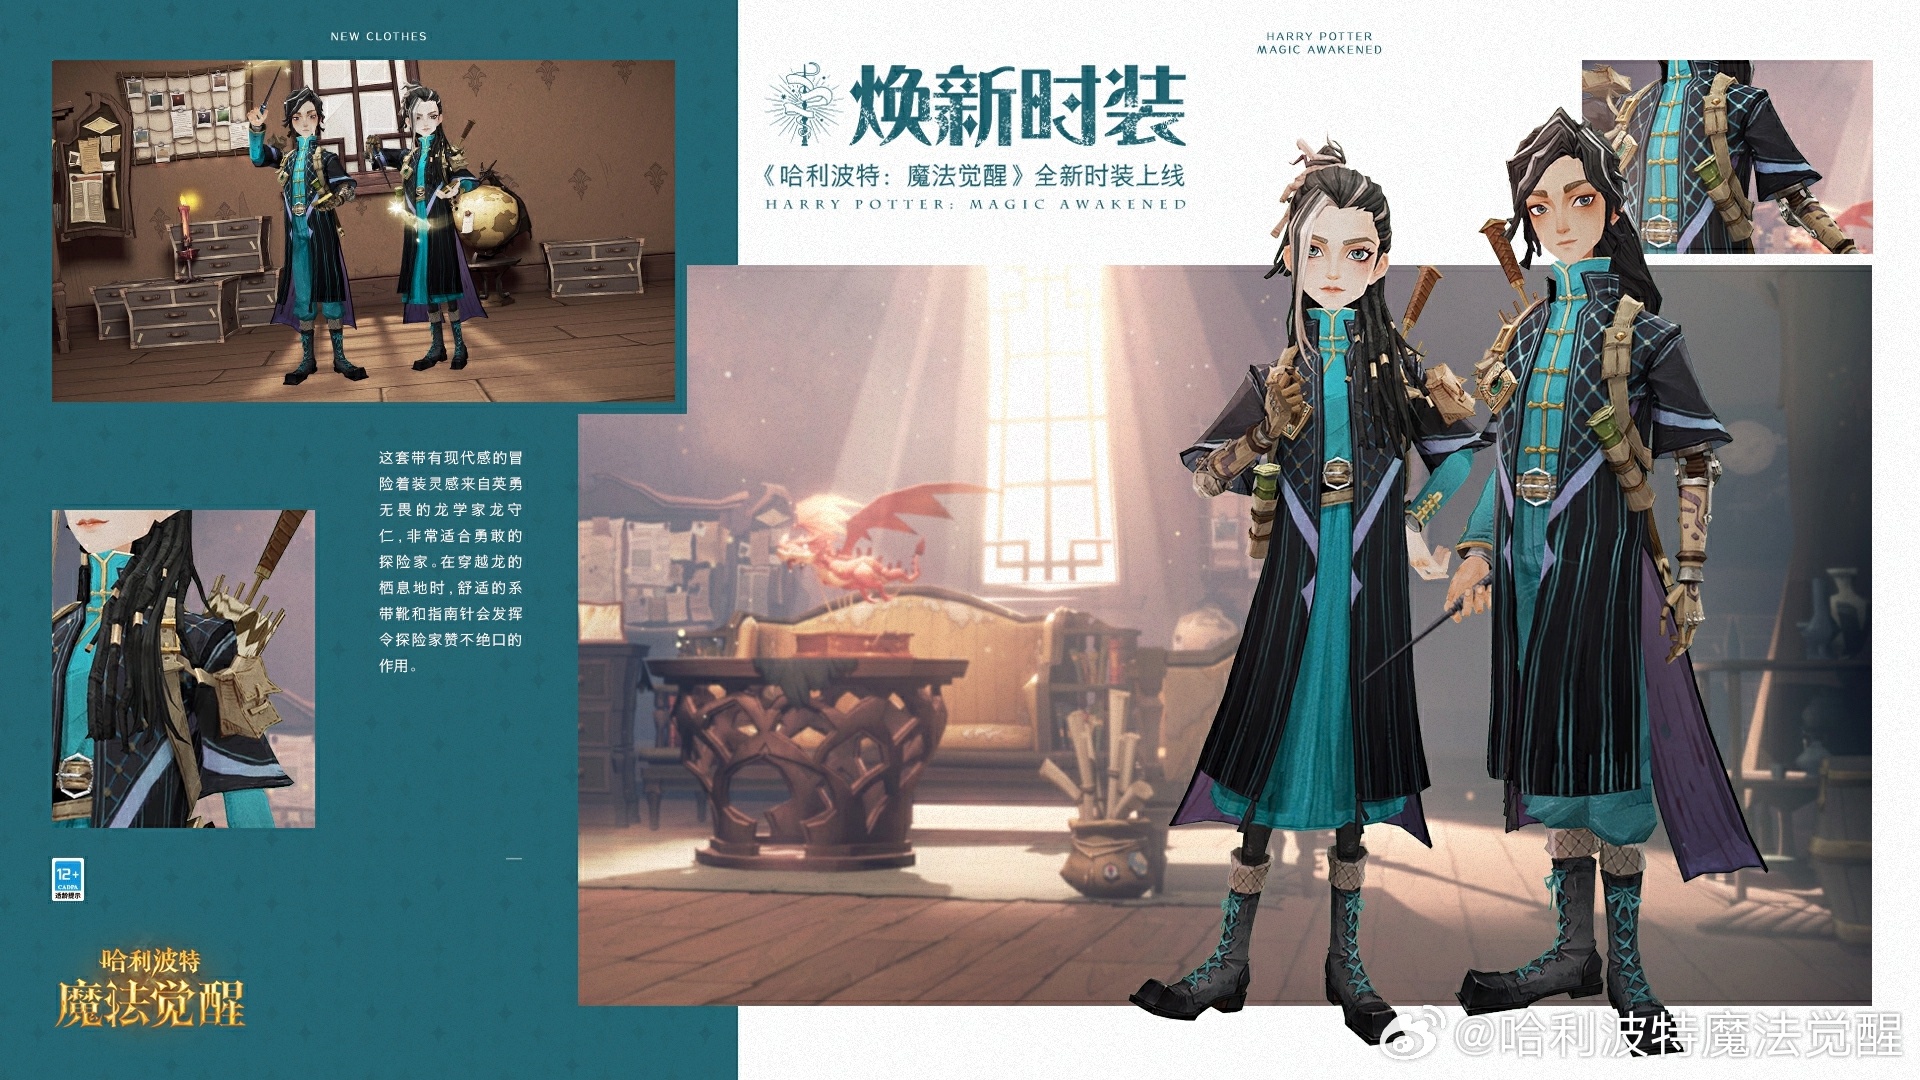 NEW CLOTHES
HARRY POTTER
MAGIC AWAKENED
焕新时装
《哈利波特：魔法觉醒》全新时装上线
HARRY POTTER: MAGIC AWAKENED
这套带有现代感的冒
险着装灵感来自英勇
无畏的龙学家龙守
仁,非常适合勇敢的
探险家。在穿越龙的
栖息地时,舒适的系
带靴和指南针会发挥
令探险家赞不绝口的
作用。
12+
CADPA
适龄提示
哈利波特
魔法觉醒
@哈利波特魔法觉醒